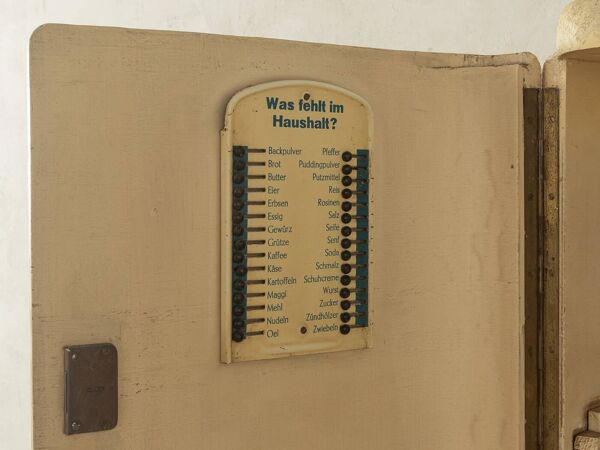 Was fehlt im
Haushalt?
Backpulver
Brot
Butter
Eier
Erbsen
Essig
Gewürz
Grütze
Kaffee
Käse
Kartoffeln
Maggi
Mehl
Nudeln
Oel
Pfeffer
Puddingpulver
Putzmittel
Reis
Rosinen
Salz
Seife
Senf
Soda
Schmalz
Schuhcreme
Wurst
Zucker
Zündhölzer
Zwiebeln